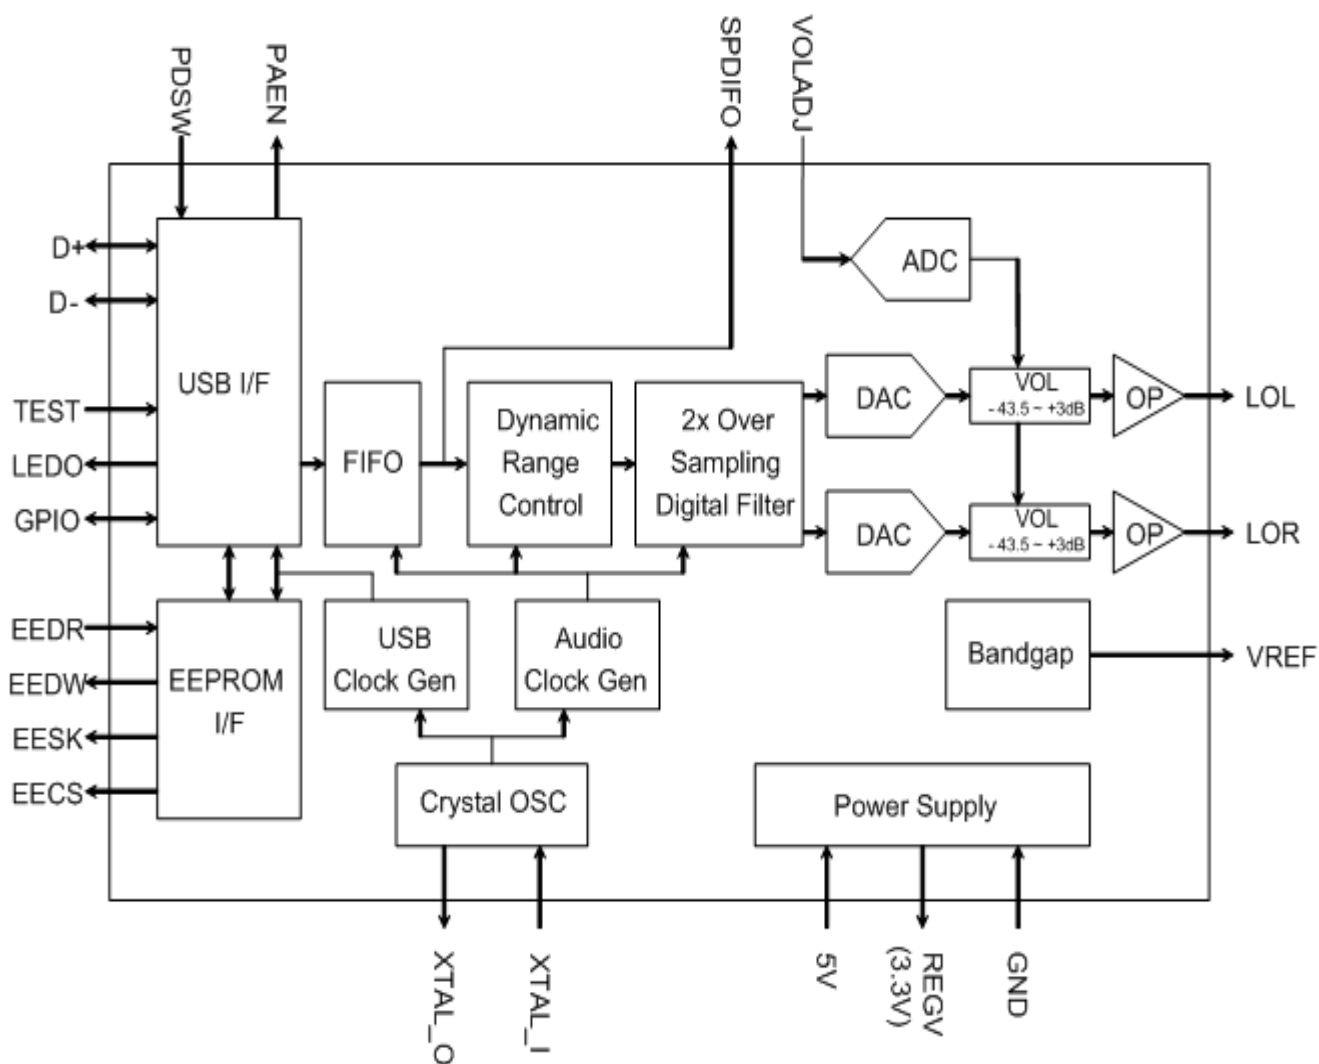 PDSW
PAEN
SPDIFO
VOLADJ
D+
D-
TEST
LEDO
GPIO
EEDR
EEDW
EESK
EECS
USB I/F
EEPROM
I/F
FIFO
Dynamic
Range
Control
2x Over
Sampling
Digital Filter
ADC
DAC
VOL
- 43.5 ~ +3dB
OP
LOL
DAC
VOL
- 43.5 ~ +3dB
OP
LOR
USB
Clock Gen
Audio
Clock Gen
Bandgap
VREF
Crystal OSC
Power Supply
XTAL_O
XTAL_I
5V
REGV
(3.3V)
GND